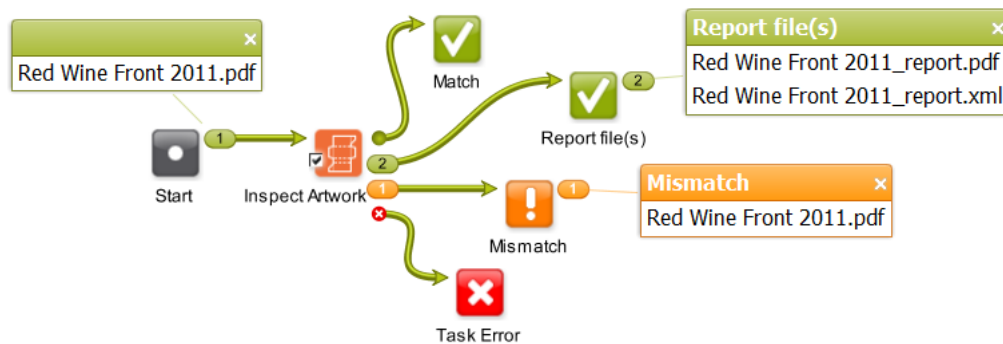 Red Wine Front 2011.pdf
1
Start
Inspect Artwork
2
1
Match
Report file(s)
2
Report file(s)
Red Wine Front 2011_report.pdf
Red Wine Front 2011_report.xml
Mismatch
1
Mismatch
Red Wine Front 2011.pdf
Task Error